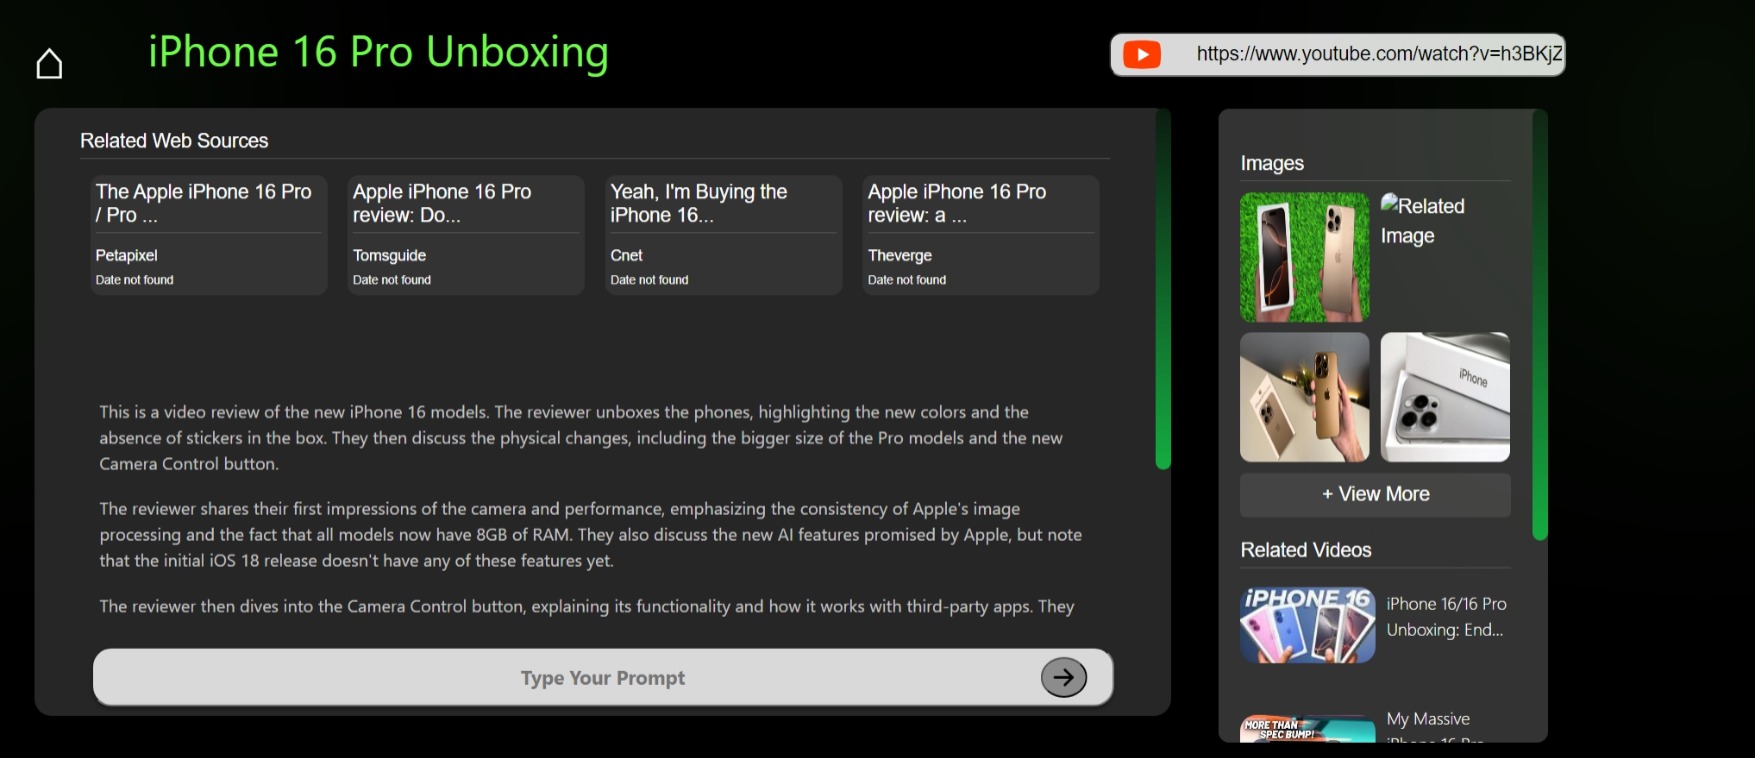 iPhone 16 Pro Unboxing
https://www.youtube.com/watch?v=h3BKjZ
Related Web Sources
The Apple iPhone 16 Pro
/ Pro ...
Petapixel
Date not found
Apple iPhone 16 Pro
review: Do...
Tomsguide
Date not found
Yeah, I'm Buying the
iPhone 16...
Cnet
Date not found
Apple iPhone 16 Pro
review: a ...
Theverge
Date not found
This is a video review of the new iPhone 16 models. The reviewer unboxes the phones, highlighting the new colors and the
absence of stickers in the box. They then discuss the physical changes, including the bigger size of the Pro models and the new
Camera Control button.
The reviewer shares their first impressions of the camera and performance, emphasizing the consistency of Apple's image
processing and the fact that all models now have 8GB of RAM. They also discuss the new AI features promised by Apple, but note
that the initial iOS 18 release doesn't have any of these features yet.
The reviewer then dives into the Camera Control button, explaining its functionality and how it works with third-party apps. They
Type Your Prompt
Images
Related
Image
iPhone
+ View More
Related Videos
iPHONE 16
iPhone 16/16 Pro
Unboxing: End...
MORE THAN
SPEC BUMP!
My Massive
iPhone 16 Pro